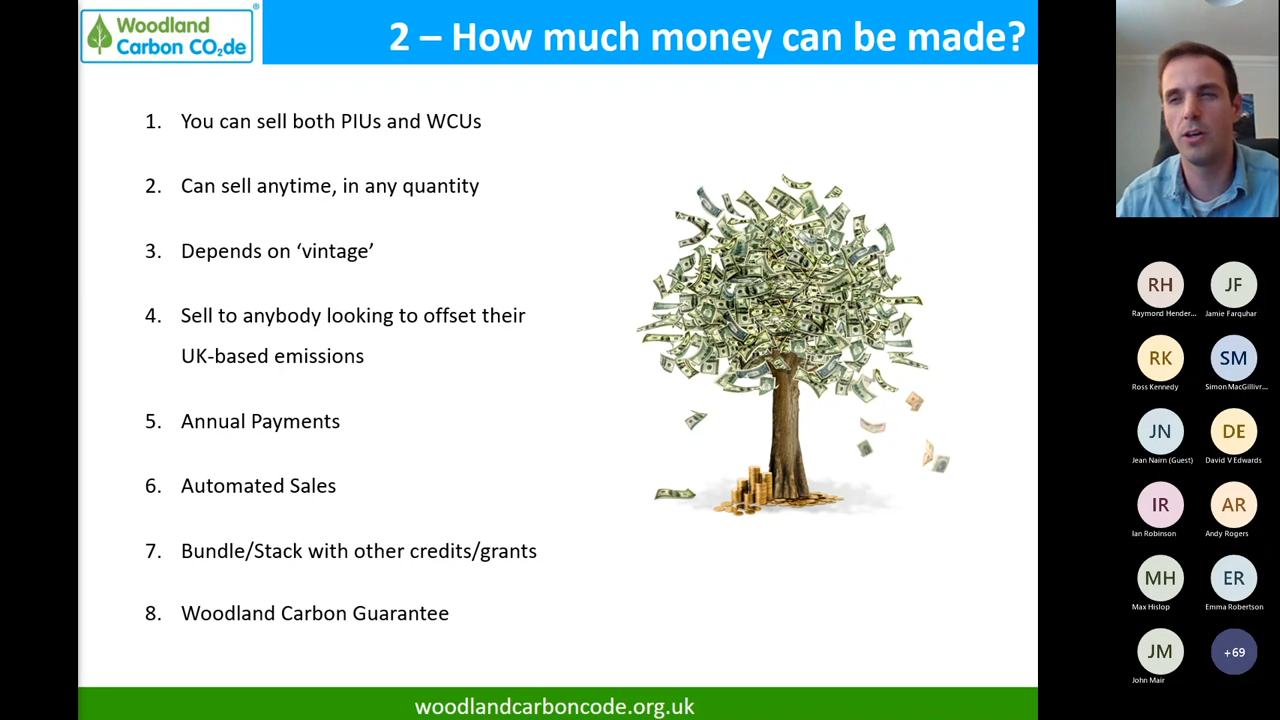 Woodland
Carbon CO₂de®
2 – How much money can be made?
1. You can sell both PIUs and WCUs
2. Can sell anytime, in any quantity
3. Depends on ‘vintage’
4. Sell to anybody looking to offset their
UK-based emissions
5. Annual Payments
6. Automated Sales
7. Bundle/Stack with other credits/grants
8. Woodland Carbon Guarantee
woodlandcarboncode.org.uk
RH
JF
Raymond Hender...
Jamie Farquhar
RK
SM
Ross Kennedy
Simon MacGillivr...
JN
DE
Jean Nairn (Guest)
David V Edwards
IR
AR
Ian Robinson
Andy Rogers
MH
ER
Max Hislop
Emma Robertson
JM
+69
John Mair